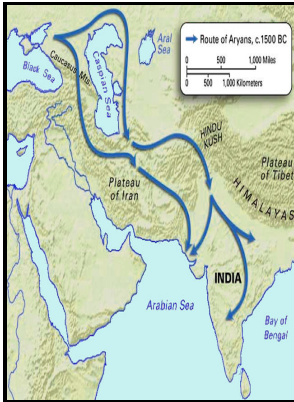 Route of Aryans, c.1500 BC
0 500 1,000 Miles
0 500 1,000 Kilometers
Aral
Sea
Black Sea
Caucasus Mts.
Caspian Sea
HINDU
KUSH
Plateau
of Tibet
HIMALAYAS
Plateau
of Iran
INDIA
Arabian Sea
Bay of
Bengal